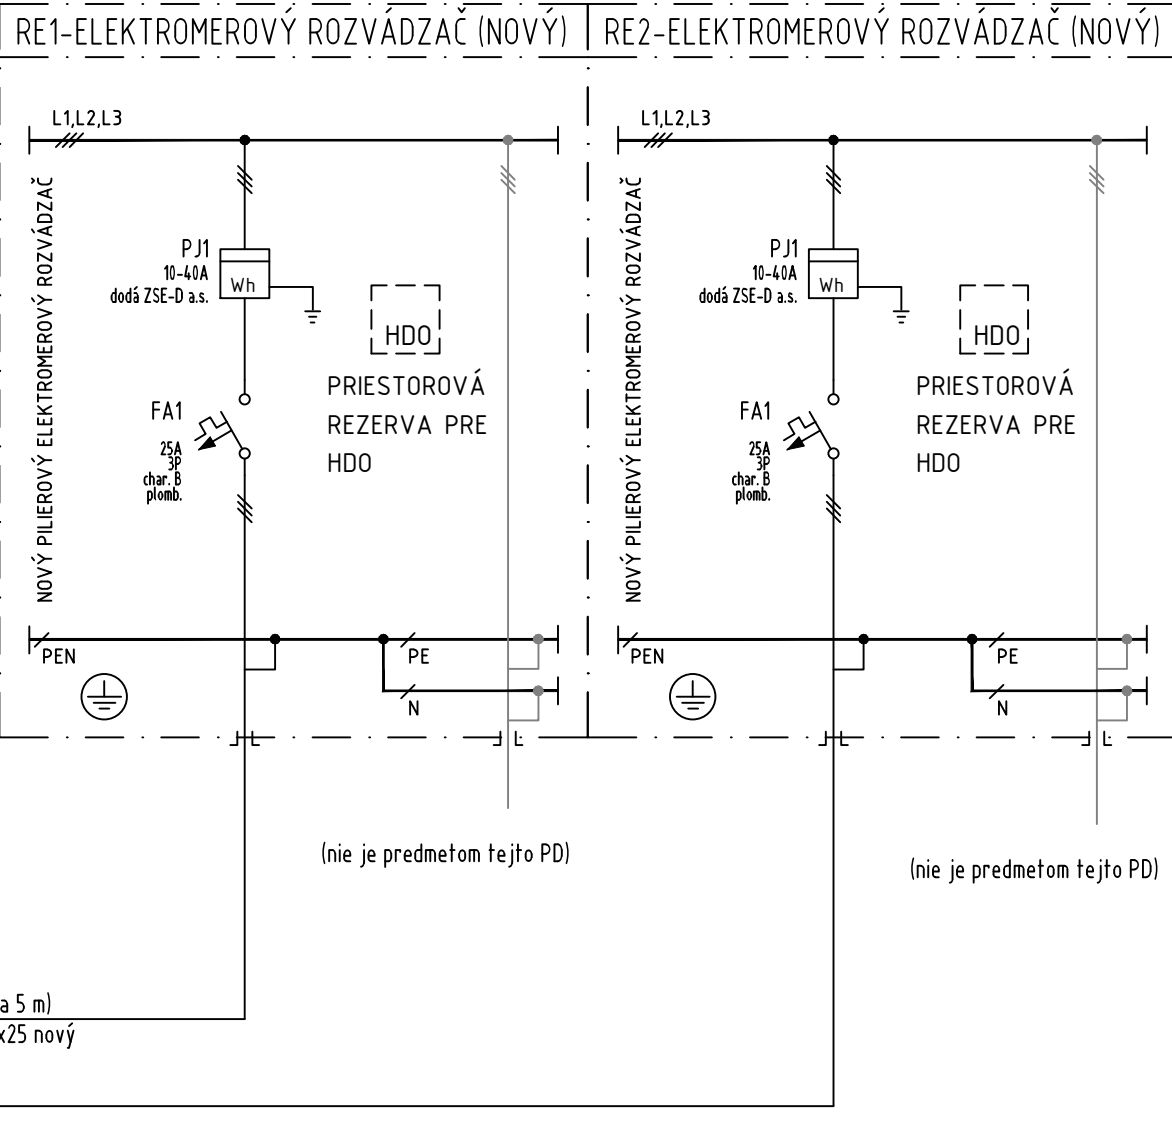 RE1-ELEKTROMEROVÝ ROZVÁDZAČ (NOVÝ)
L1,L2,L3
NOVÝ PILIEROVÝ ELEKTROMEROVÝ ROZVÁDZAČ
PJ1
10-40A
dodá ZSE-D a.s.
Wh
HDO
PRIESTOROVÁ
REZERVA PRE
HDO
FA1
25A
3P
char. B
plomb.
PEN
PE
N
(nie je predmetom tejto PD)
RE2-ELEKTROMEROVÝ ROZVÁDZAČ (NOVÝ)
L1,L2,L3
NOVÝ PILIEROVÝ ELEKTROMEROVÝ ROZVÁDZAČ
PJ1
10-40A
dodá ZSE-D a.s.
Wh
HDO
PRIESTOROVÁ
REZERVA PRE
HDO
FA1
25A
3P
char. B
plomb.
PEN
PE
N
(nie je predmetom tejto PD)
a 5 m)
x25 nový